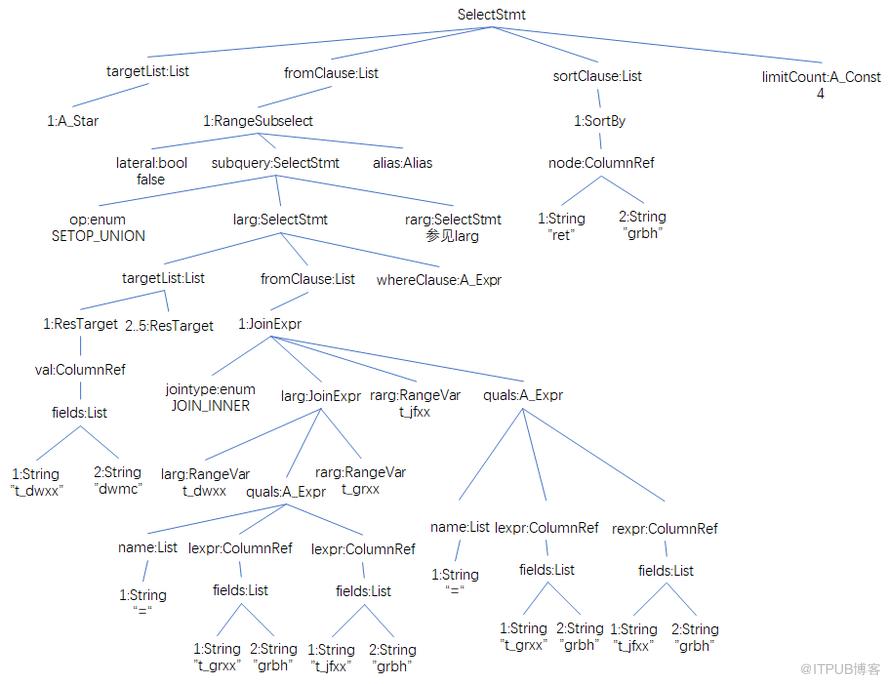 SelectStmt
targetList:List
fromClause:List
sortClause:List
limitCount:A_Const
4
1:A_Star
1:RangeSubselect
1:SortBy
lateral:bool
false
subquery:SelectStmt
alias:Alias
node:ColumnRef
op:enum
SETOP_UNION
larg:SelectStmt
rarg:SelectStmt
参见larg
1:String
"ret"
2:String
"grbh"
targetList:List
fromClause:List
whereClause:A_Expr
1:ResTarget
2..5:ResTarget
1:JoinExpr
val:ColumnRef
jointype:enum
JOIN_INNER
larg:JoinExpr
rarg:RangeVar
t_jfxx
quals:A_Expr
fields:List
1:String
"t_dwxx"
2:String
"dwmc"
larg:RangeVar
t_dwxx
quals:A_Expr
rarg:RangeVar
t_grxx
name:List
lexpr:ColumnRef
rexpr:ColumnRef
name:List
lexpr:ColumnRef
lexpr:ColumnRef
1:String
"="
fields:List
fields:List
1:String
"="
fields:List
fields:List
1:String
"t_grxx"
2:String
"grbh"
1:String
"t_jfxx"
2:String
"grbh"
1:String
"t_grxx"
2:String
"grbh"
1:String
"t_jfxx"
2:String
"grbh"
@ITPUB博客